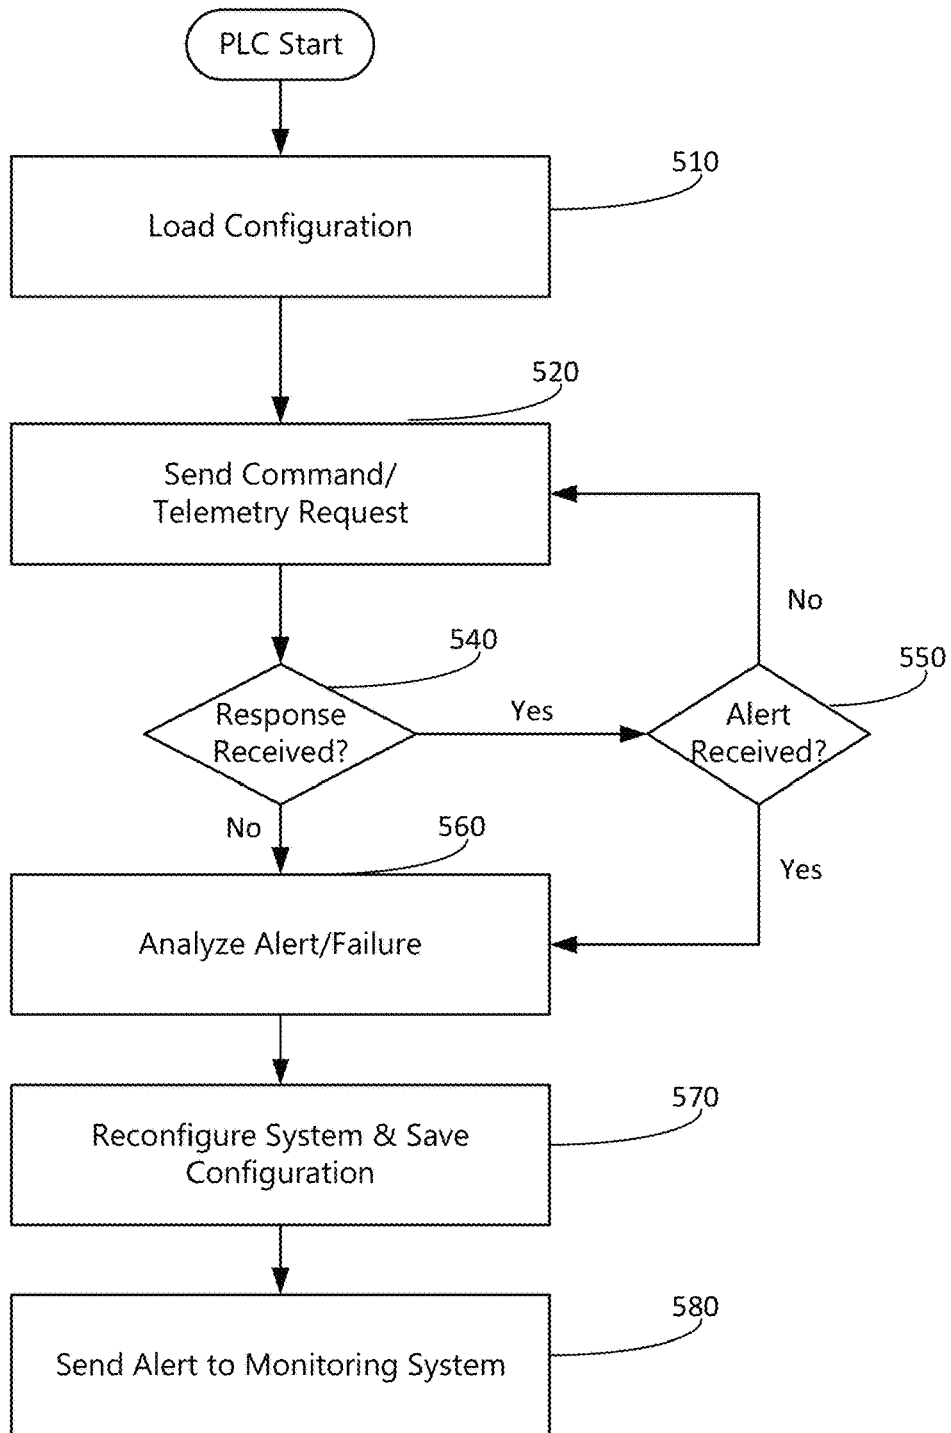 PLC Start
510
Load Configuration
520
Send Command/
Telemetry Request
No
540
550
Response
Received?
Yes
Alert
Received?
No
560
Yes
Analyze Alert/Failure
570
Reconfigure System & Save
Configuration
580
Send Alert to Monitoring System